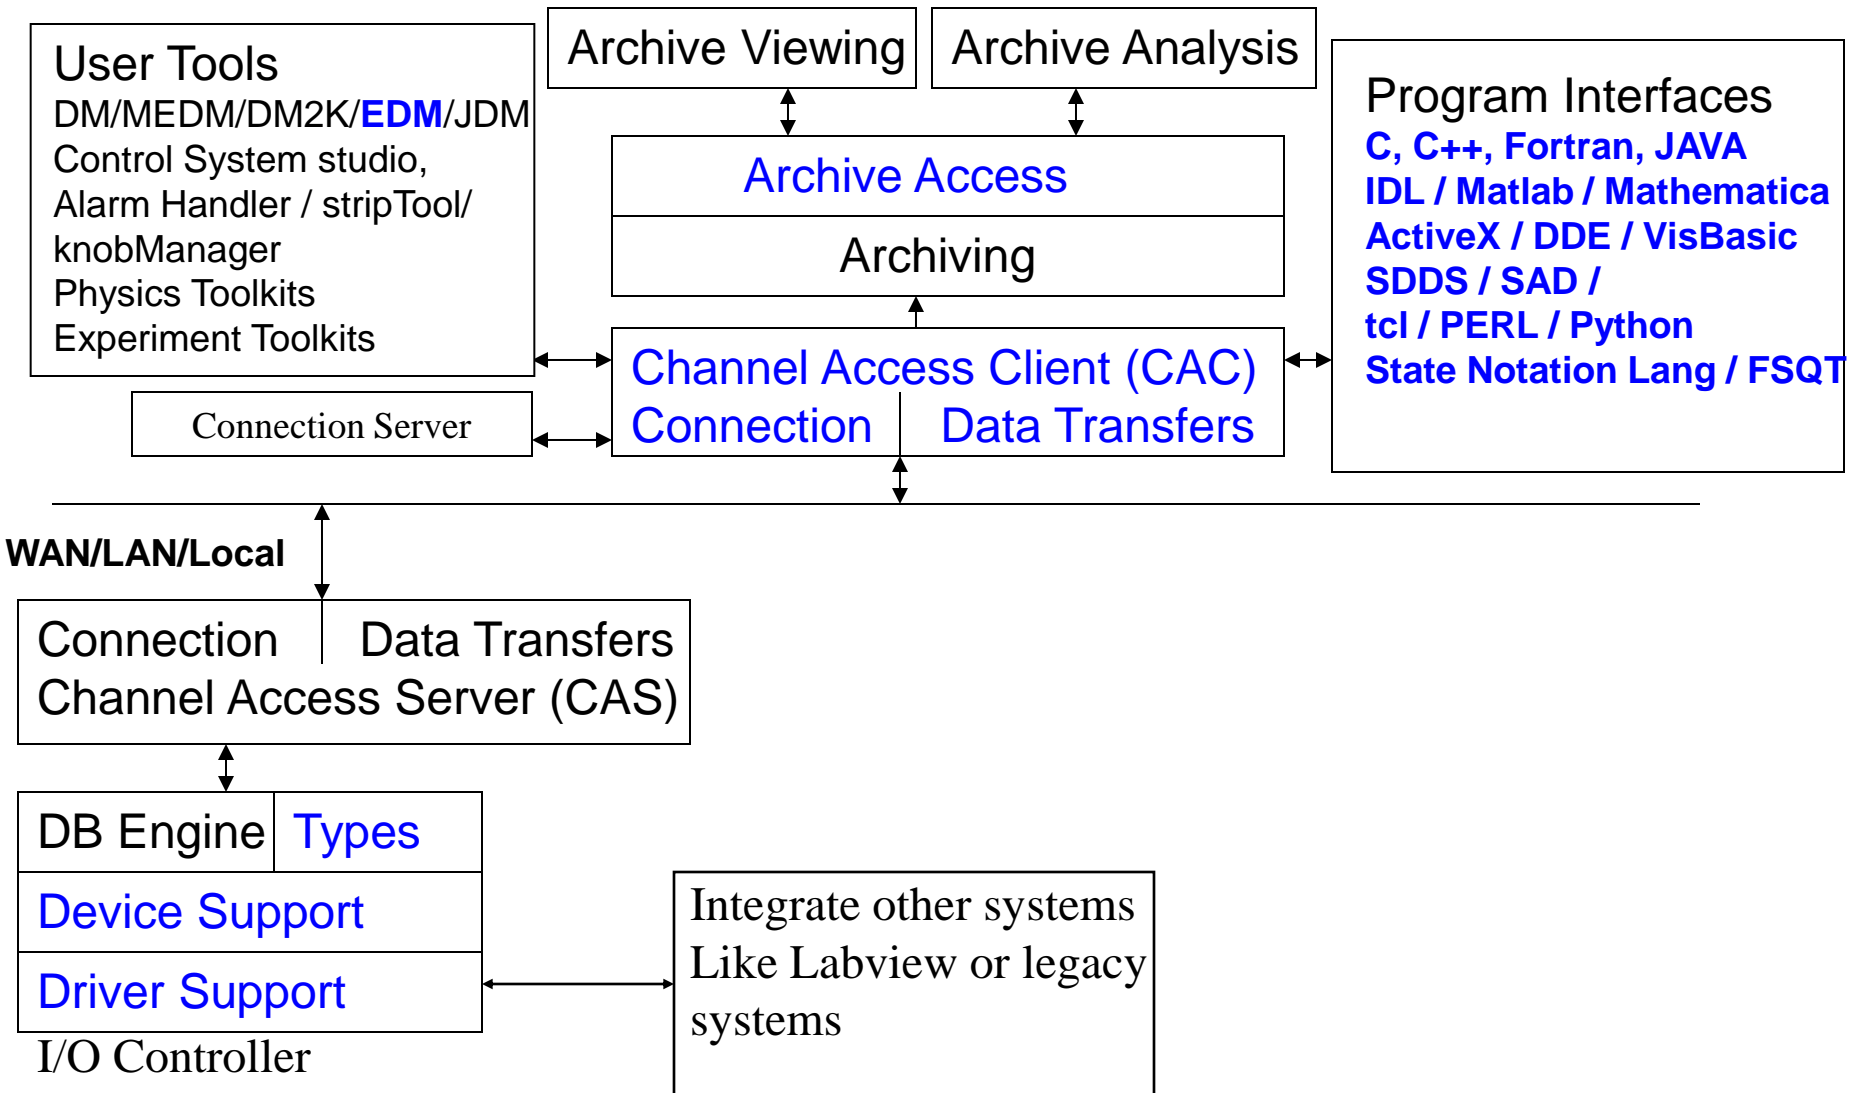 User Tools
DM/MEDM/DM2K/EDM/JDM
Control System studio,
Alarm Handler / stripTool/
knobManager
Physics Toolkits
Experiment Toolkits
Archive Viewing
Archive Analysis
Archive Access
Archiving
Program Interfaces
C, C++, Fortran, JAVA
IDL / Matlab / Mathematica
ActiveX / DDE / VisBasic
SDDS / SAD /
tcl / PERL / Python
State Notation Lang / FSQT
Channel Access Client (CAC)
Connection Data Transfers
Connection Server
WAN/LAN/Local
Connection Data Transfers
Channel Access Server (CAS)
DB Engine Types
Device Support
Driver Support
I/O Controller
Integrate other systems
Like Labview or legacy
systems